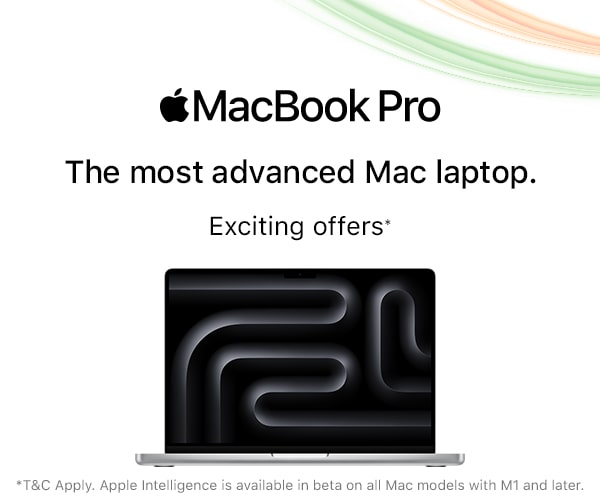 MacBook Pro
The most advanced Mac laptop.
Exciting offers*
*T&C Apply. Apple Intelligence is available in beta on all Mac models with M1 and later.